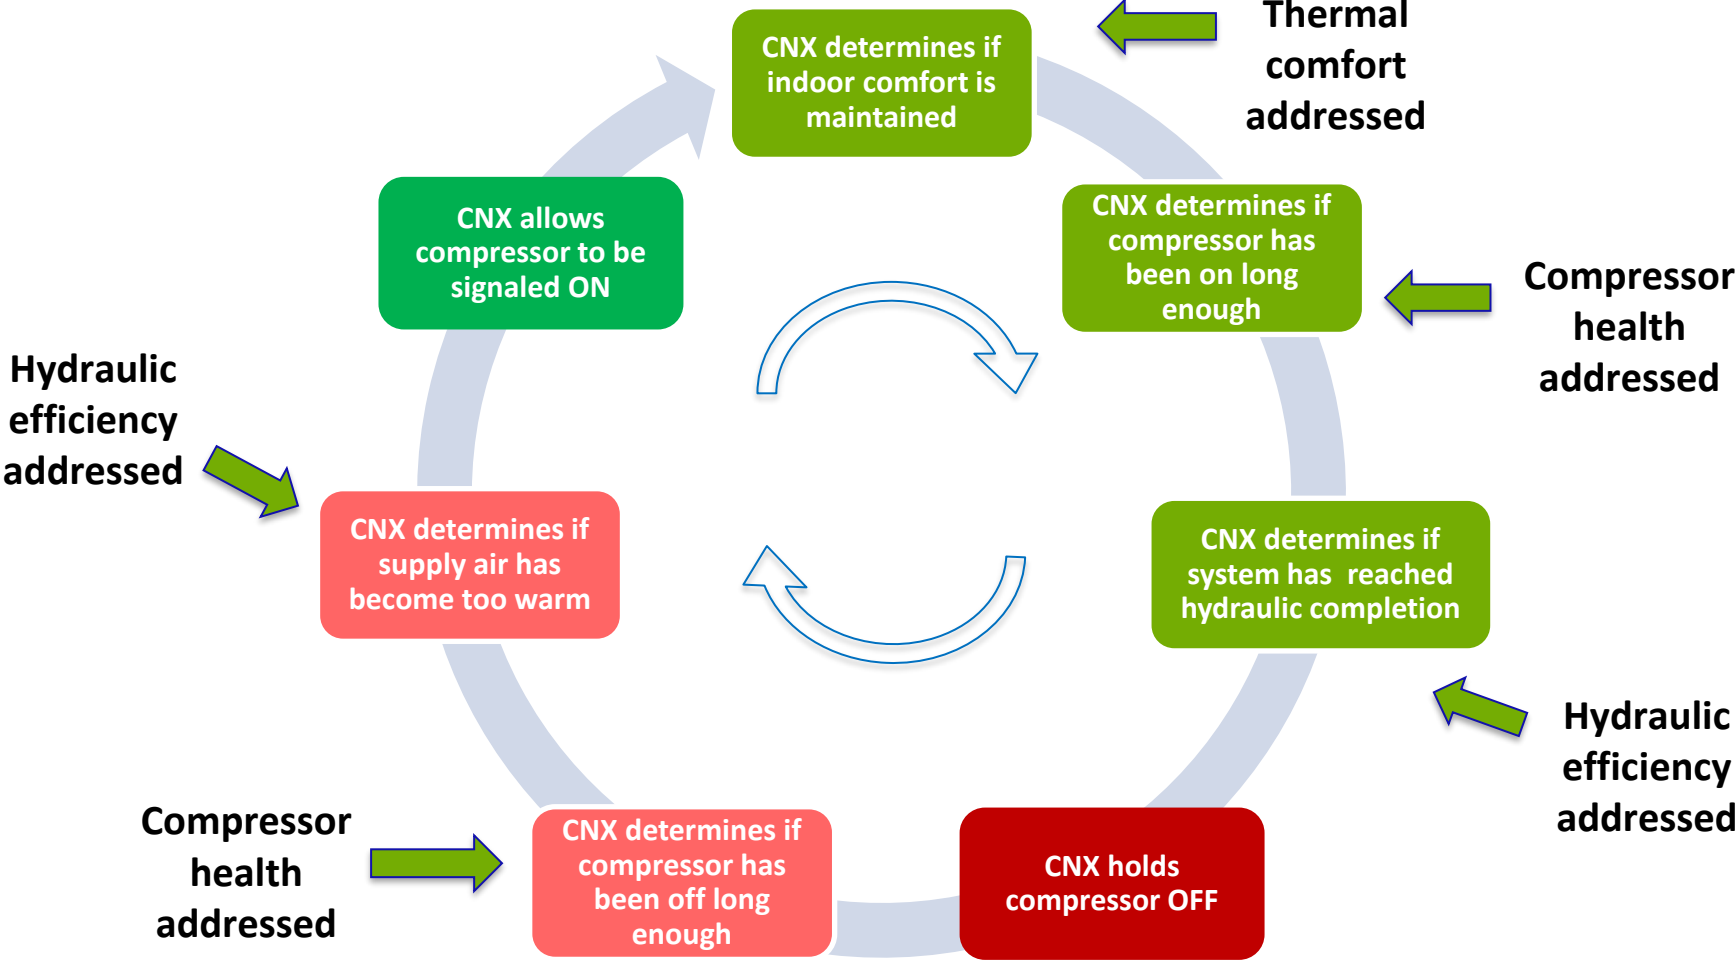 CNX determines if
indoor comfort is
maintained
Thermal
comfort
addressed
CNX determines if
compressor has
been on long
enough
Compressor
health
addressed
CNX determines if
system has reached
hydraulic completion
Hydraulic
efficiency
addressed
CNX holds
compressor OFF
CNX determines if
compressor has
been off long
enough
Compressor
health
addressed
CNX determines if
supply air has
become too warm
Hydraulic
efficiency
addressed
CNX allows
compressor to be
signaled ON